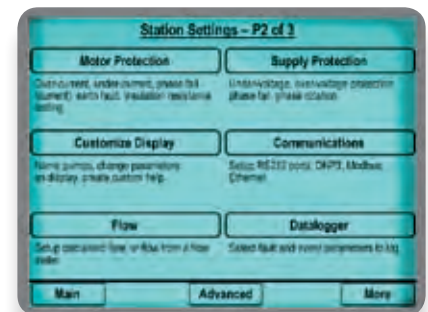 Station Settings – P2 of 3
Motor Protection
Supply Protection
Overcurrent, under current, phase fail
(current), earth fault, insulation resistance
testing
Undervoltage, overvoltage protection
phase fail, phase rotation
Customize Display
Communications
Name pumps, change parameters
on display, create custom help.
Setup RS232 ports, DNP3, Modbus,
Ethernet
Flow
Datalogger
Setup calculated flow, or flow from a flow
meter.
Select fault and event parameters to log
Main
Advanced
More